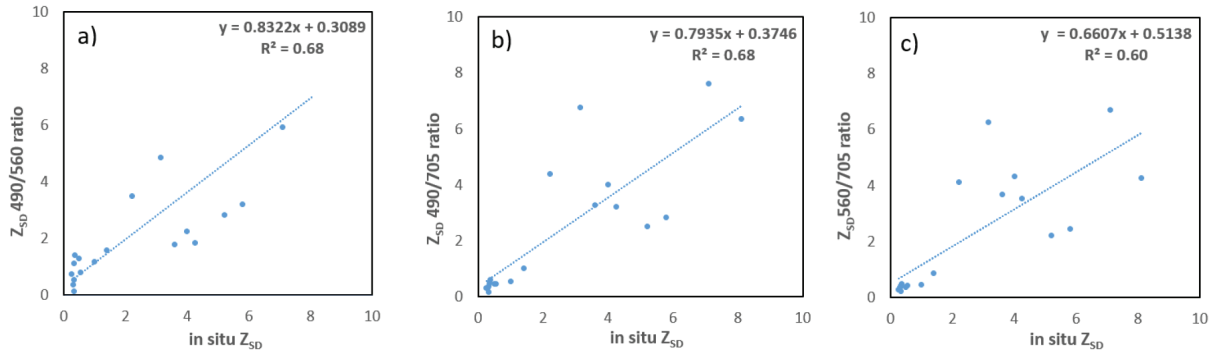 a)
y = 0.8322x + 0.3089
R² = 0.68
10
8
6
4
2
0
Z_SD 490/560 ratio
0 2 4 6 8 10
in situ Z_SD
b)
y = 0.7935x + 0.3746
R² = 0.68
10
8
6
4
2
0
Z_SD 490/705 ratio
0 2 4 6 8 10
in situ Z_SD
c)
y = 0.6607x + 0.5138
R² = 0.60
10
8
6
4
2
0
Z_SD 560/705 ratio
0 2 4 6 8 10
in situ Z_SD